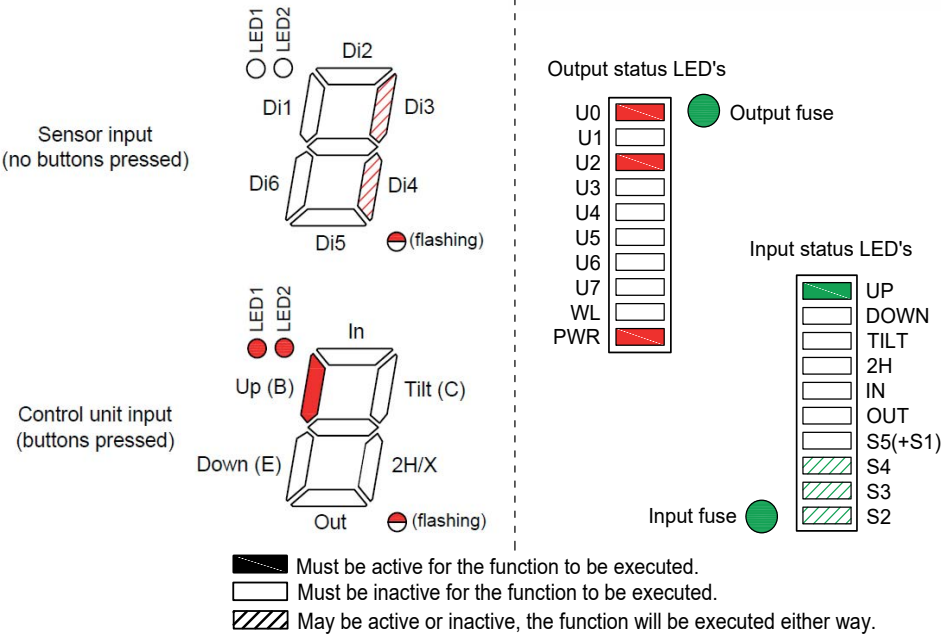 LED1
LED2
Di2
Di1
Di3
Sensor input
(no buttons pressed)
Di6
Di4
Di5
(flashing)
LED1
LED2
In
Up (B)
Tilt (C)
Control unit input
(buttons pressed)
Down (E)
2H/X
Out
(flashing)
Output status LED's
U0
Output fuse
U1
U2
U3
U4
U5
U6
U7
WL
PWR
Input status LED's
UP
DOWN
TILT
2H
IN
OUT
S5(+S1)
S4
S3
S2
Input fuse
Must be active for the function to be executed.
Must be inactive for the function to be executed.
May be active or inactive, the function will be executed either way.